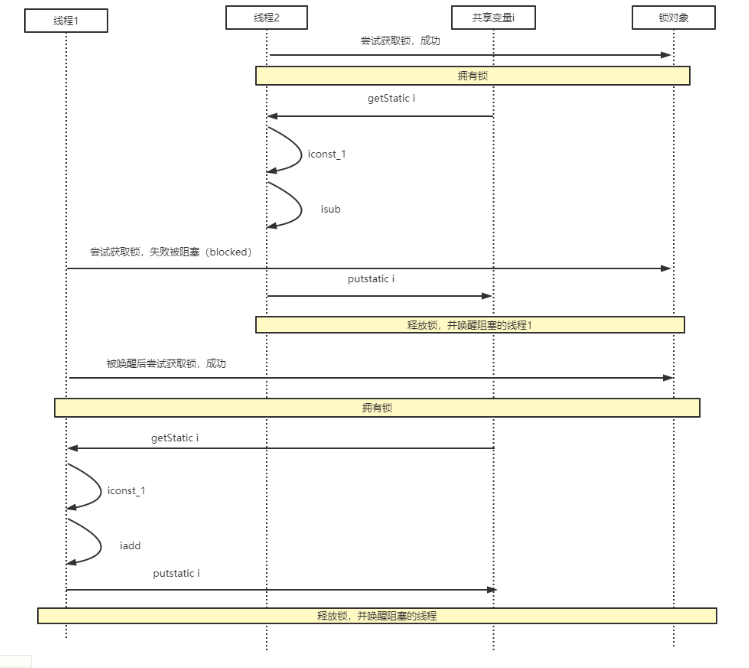 线程1
线程2
共享变量i
锁对象
尝试获取锁，成功
拥有锁
getStatic i
iconst_1
isub
尝试获取锁，失败被阻塞（blocked）
putstatic i
释放锁，并唤醒阻塞的线程1
被唤醒后尝试获取锁，成功
拥有锁
getStatic i
iconst_1
iadd
putstatic i
释放锁，并唤醒阻塞的线程